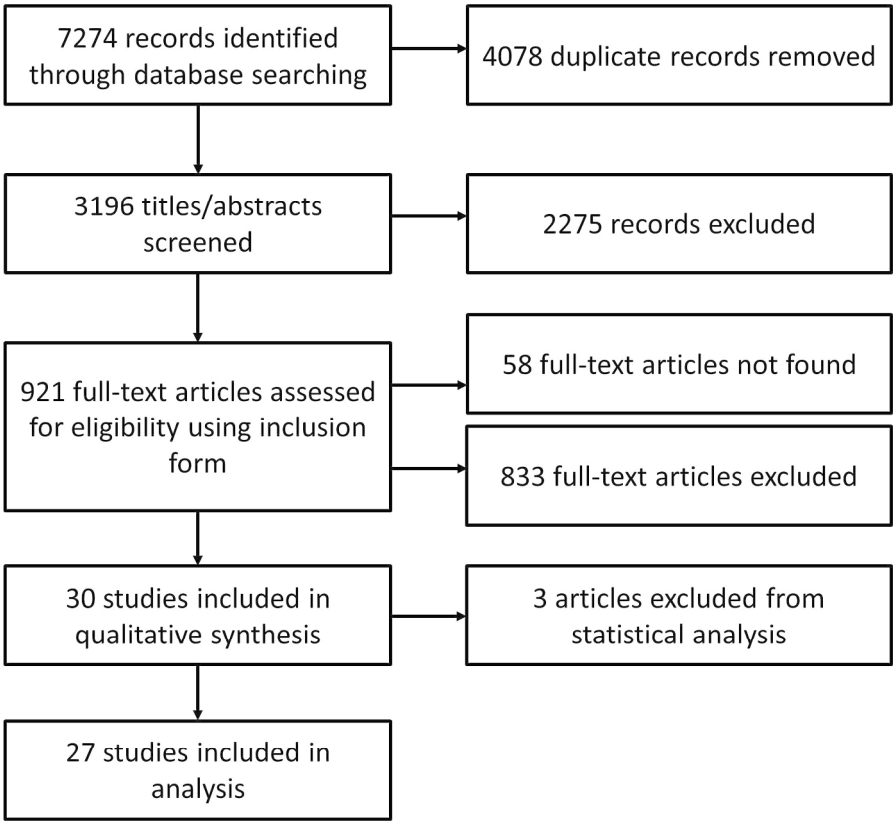 7274 records identified
through database searching
4078 duplicate records removed
3196 titles/abstracts
screened
2275 records excluded
921 full-text articles assessed
for eligibility using inclusion
form
58 full-text articles not found
833 full-text articles excluded
30 studies included in
qualitative synthesis
3 articles excluded from
statistical analysis
27 studies included in
analysis